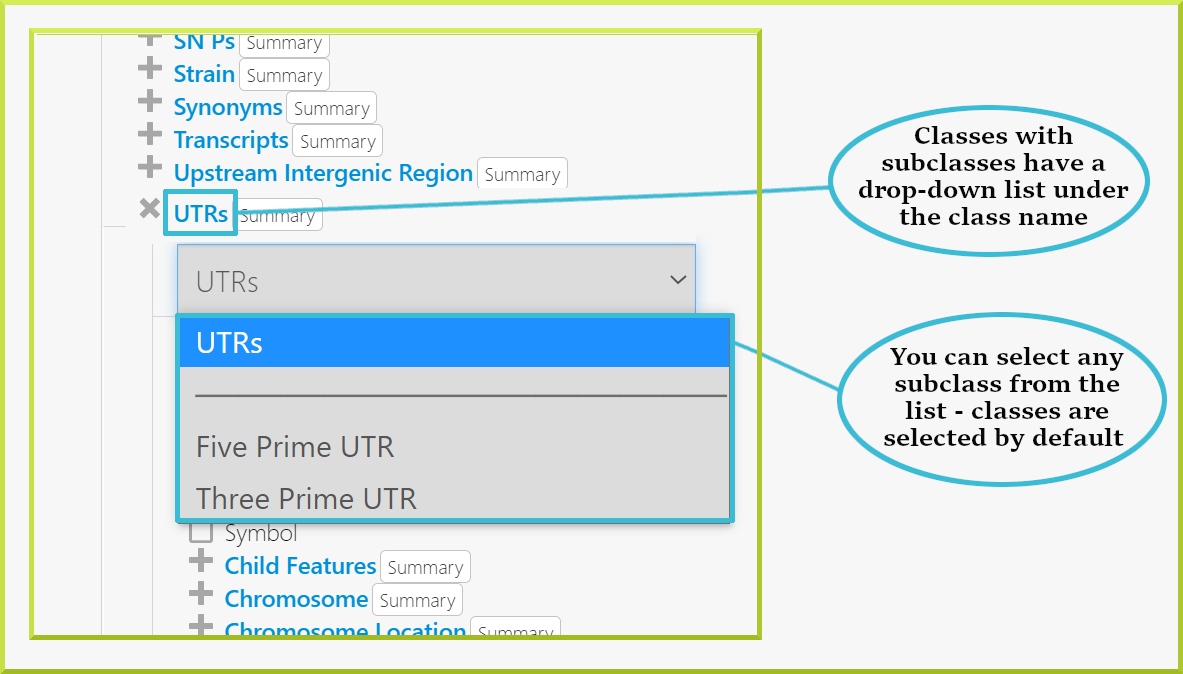 SN Ps Summary
Strain Summary
Synonyms Summary
Transcripts Summary
Upstream Intergenic Region Summary
UTRs Summary
UTRs
UTRs
Five Prime UTR
Three Prime UTR
Symbol
Child Features Summary
Chromosome Summary
Chromosome Location Summary
Classes with
subclasses have a
drop-down list under
the class name
You can select any
subclass from the
list - classes are
selected by default